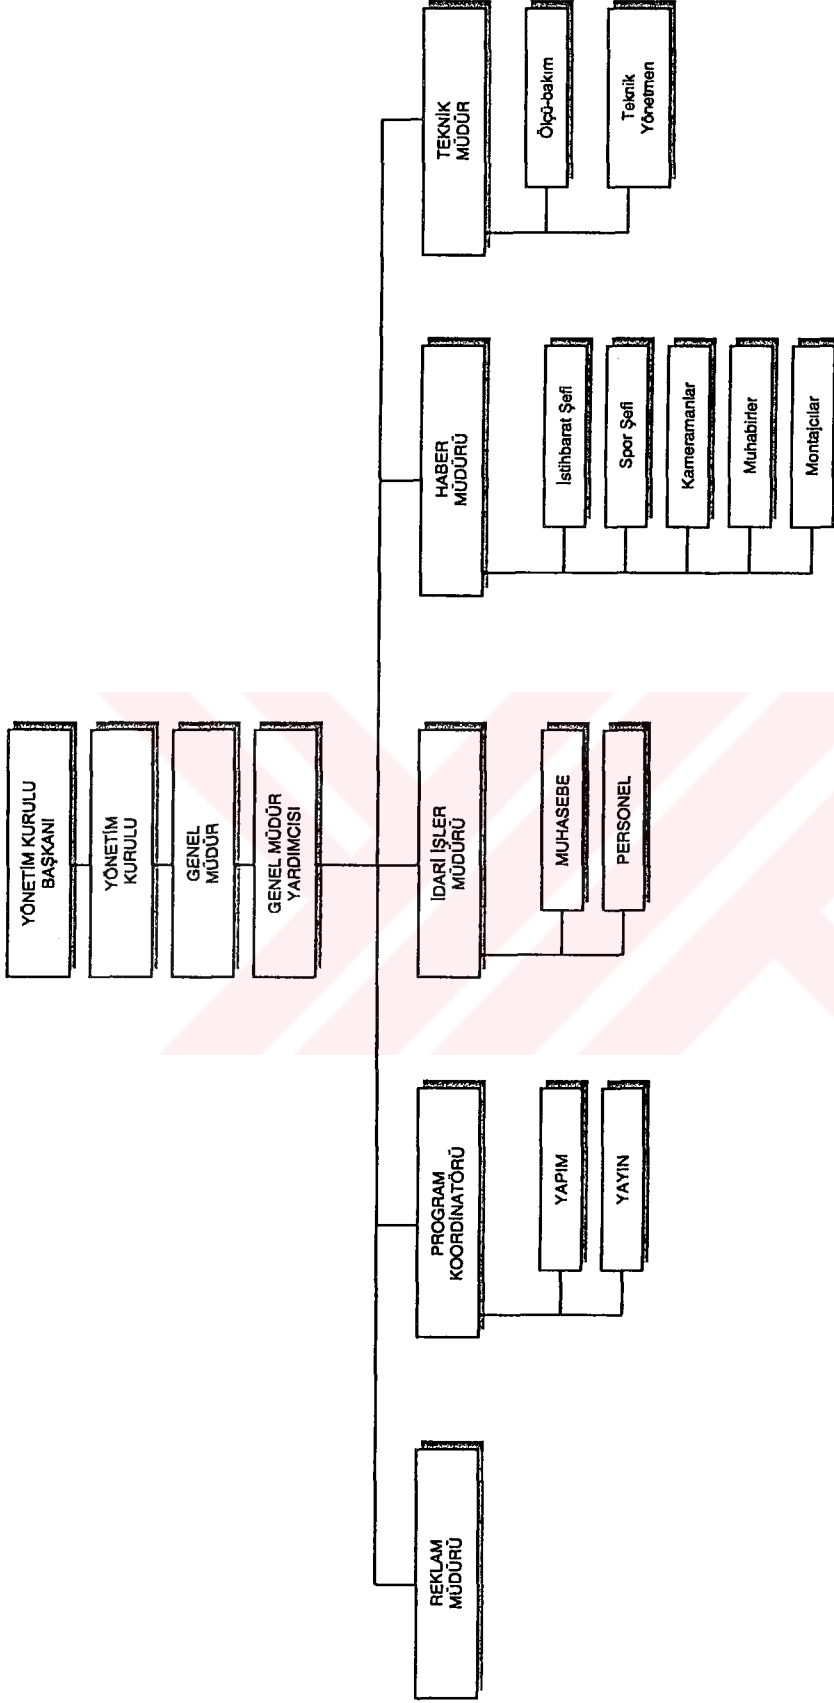 YÖNETİM KURULU
BAŞKANI
YÖNETİM
KURULU
GENEL
MÜDÜR
GENEL MÜDÜR
YARDIMCISI
REKLAM
MÜDÜRÜ
PROGRAM
KOORDİNATÖRÜ
YAPIM
YAYIN
İDARİ İŞLER
MÜDÜRÜ
MUHASEBE
PERSONEL
HABER
MÜDÜRÜ
İstihbarat Şefi
Spor Şefi
Kameramanlar
Muhabirler
Montajcılar
TEKNİK
MÜDÜR
Ölçü-bakım
Teknik
Yönetmen